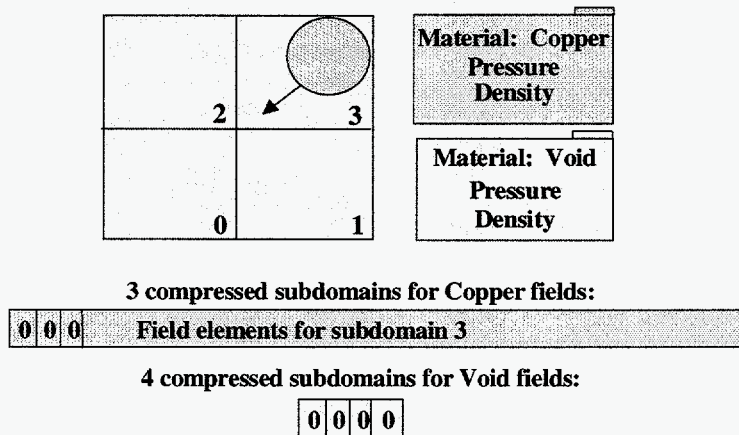 Material: Copper
Pressure
Density
2 3
Material: Void
Pressure
Density
0 1
3 compressed subdomains for Copper fields:
0 0 0 Field elements for subdomain 3
4 compressed subdomains for Void fields:
0 0 0 0